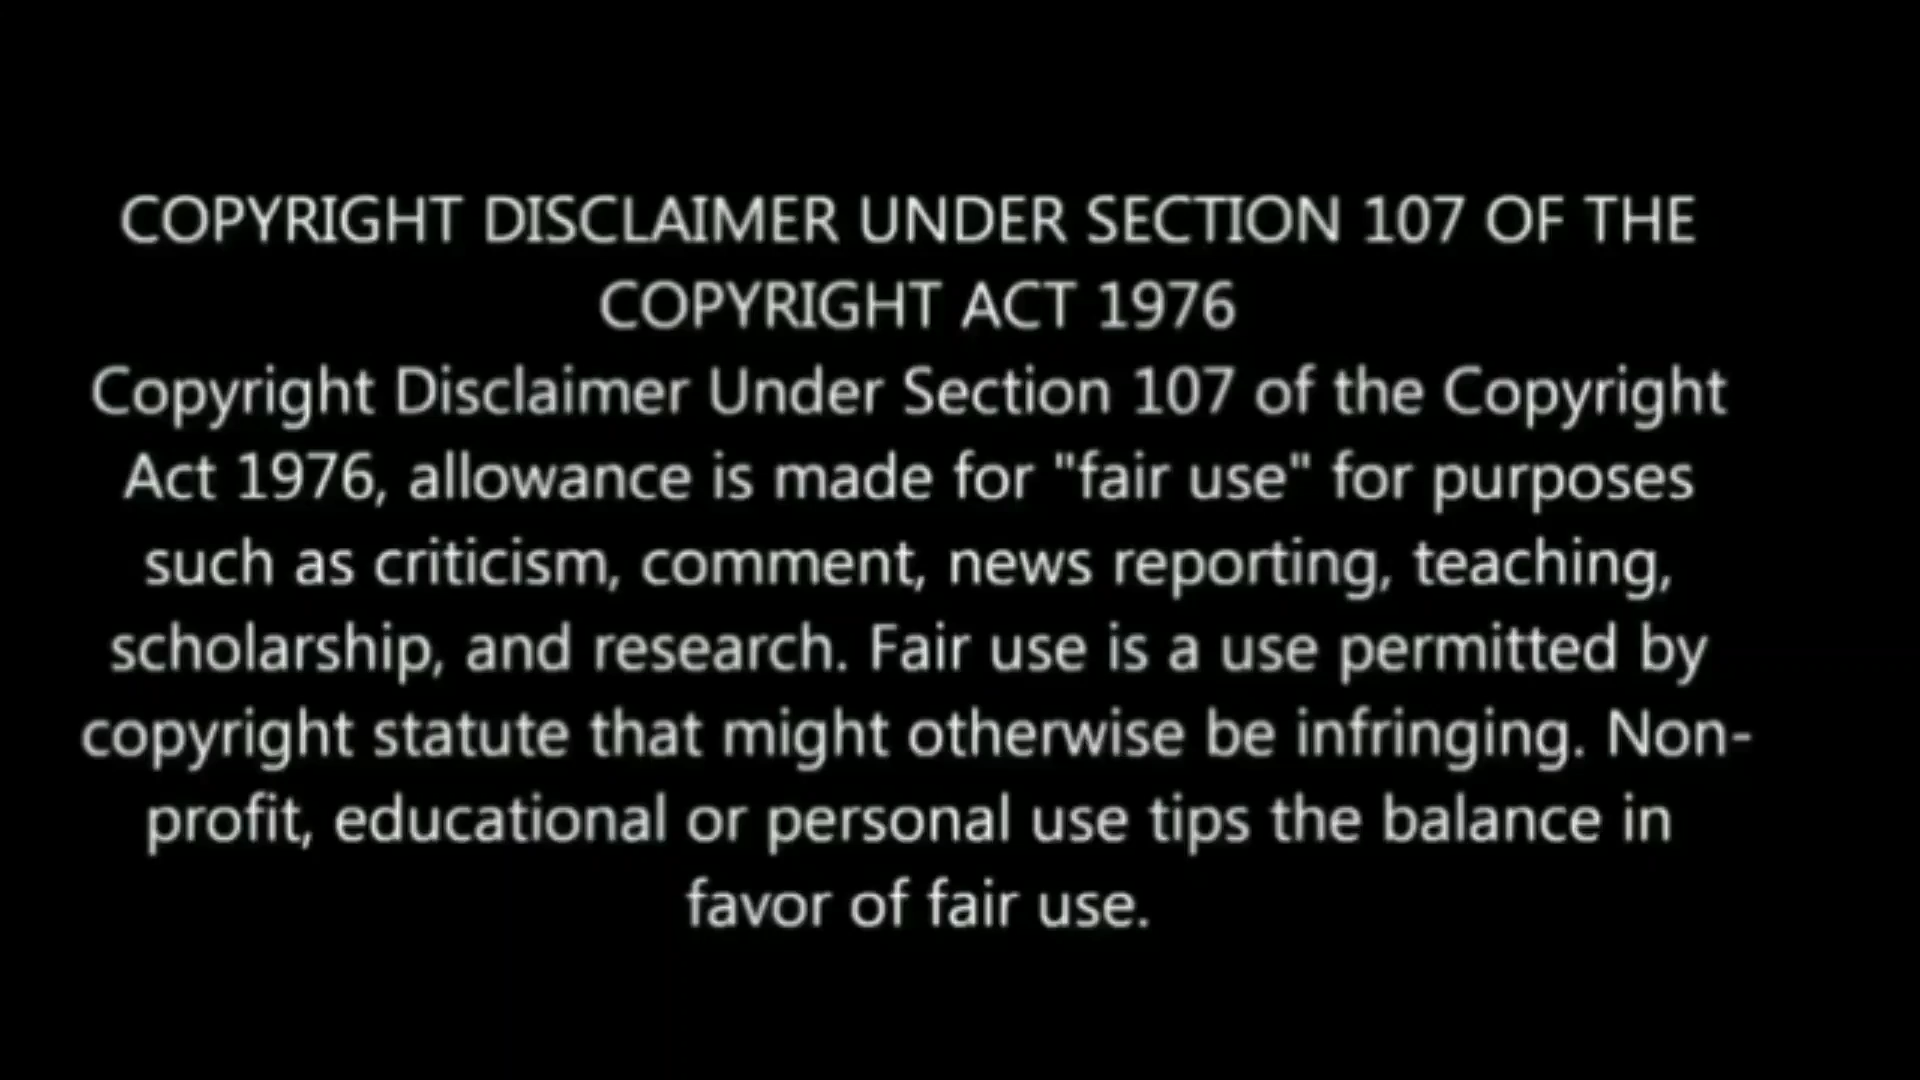 COPYRIGHT DISCLAIMER UNDER SECTION 107 OF THE
COPYRIGHT ACT 1976
Copyright Disclaimer Under Section 107 of the Copyright
Act 1976, allowance is made for "fair use" for purposes
such as criticism, comment, news reporting, teaching,
scholarship, and research. Fair use is a use permitted by
copyright statute that might otherwise be infringing. Non-
profit, educational or personal use tips the balance in
favor of fair use.